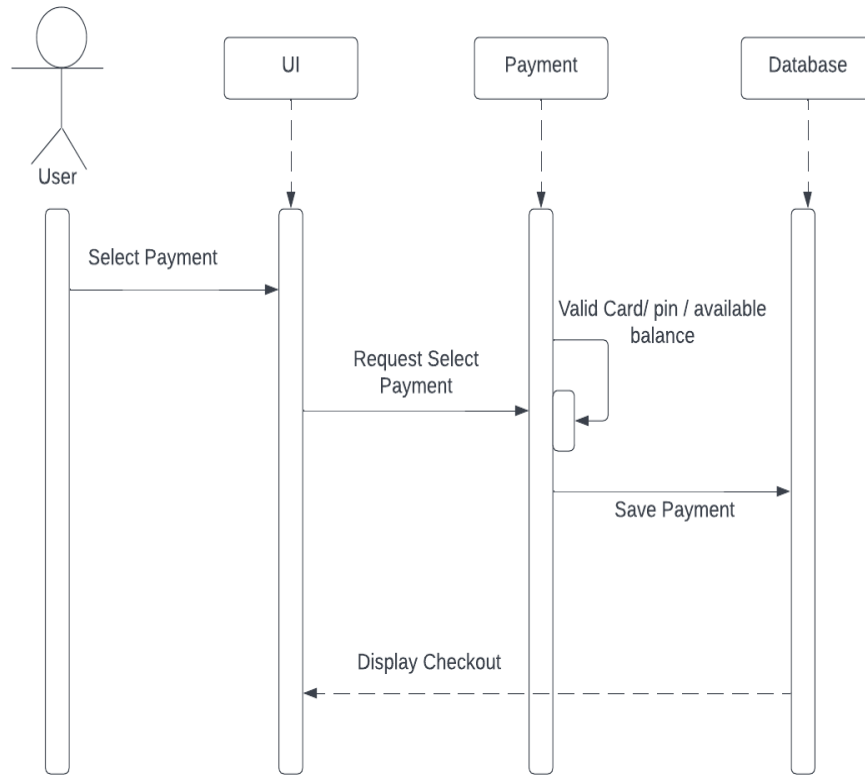 UI
Payment
Database
User
Select Payment
Valid Card/ pin / available
balance
Request Select
Payment
Save Payment
Display Checkout